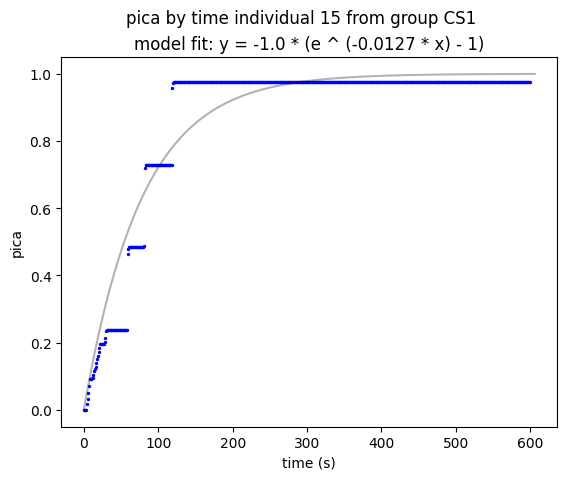 pica by time individual 15 from group CS1
model fit: y = -1.0 * (e ^ (-0.0127 * x) - 1)
1.0
0.8
0.6
0.4
0.2
0.0
pica
0 100 200 300 400 500 600
time (s)